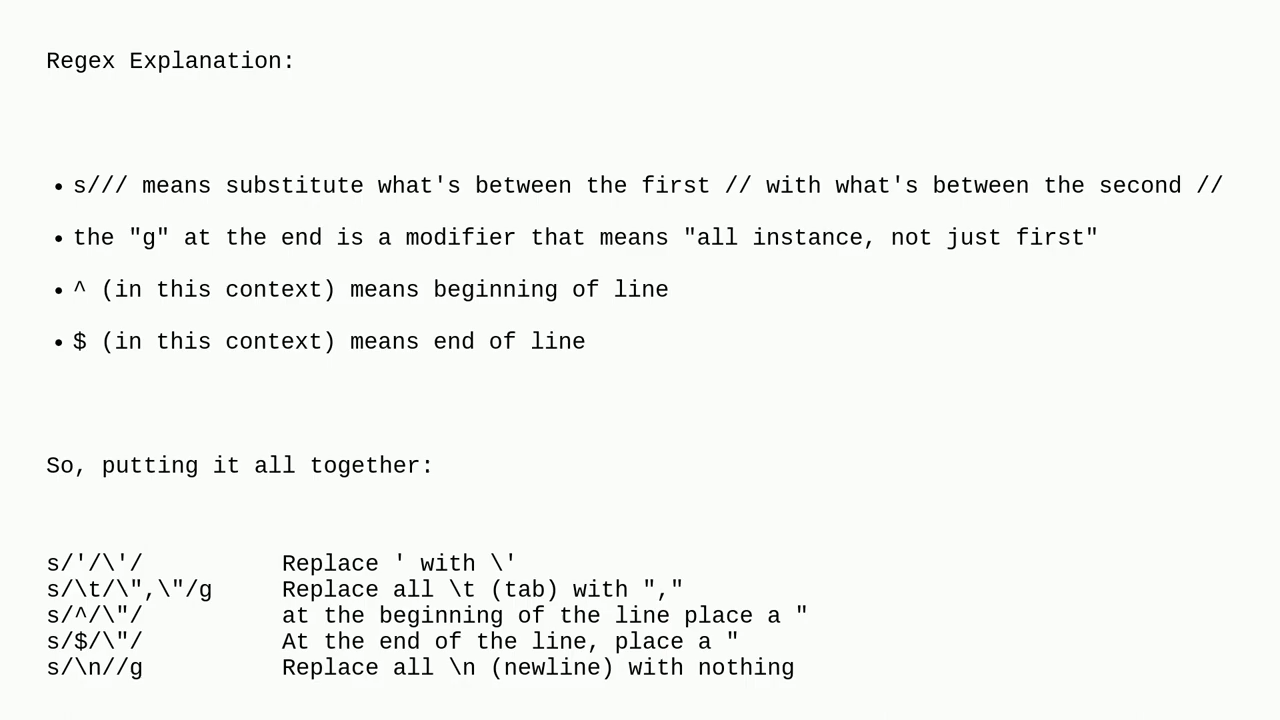 Regex Explanation:
• s/// means substitute what's between the first // with what's between the second //
• the "g" at the end is a modifier that means "all instance, not just first"
• ^ (in this context) means beginning of line
• $ (in this context) means end of line
So, putting it all together:
s/'/\'/          Replace ' with \'
s/\t/\",\"/g     Replace all \t (tab) with ","
s/^/\"/          at the beginning of the line place a "
s/$/\"/          At the end of the line, place a "
s/\n//g          Replace all \n (newline) with nothing